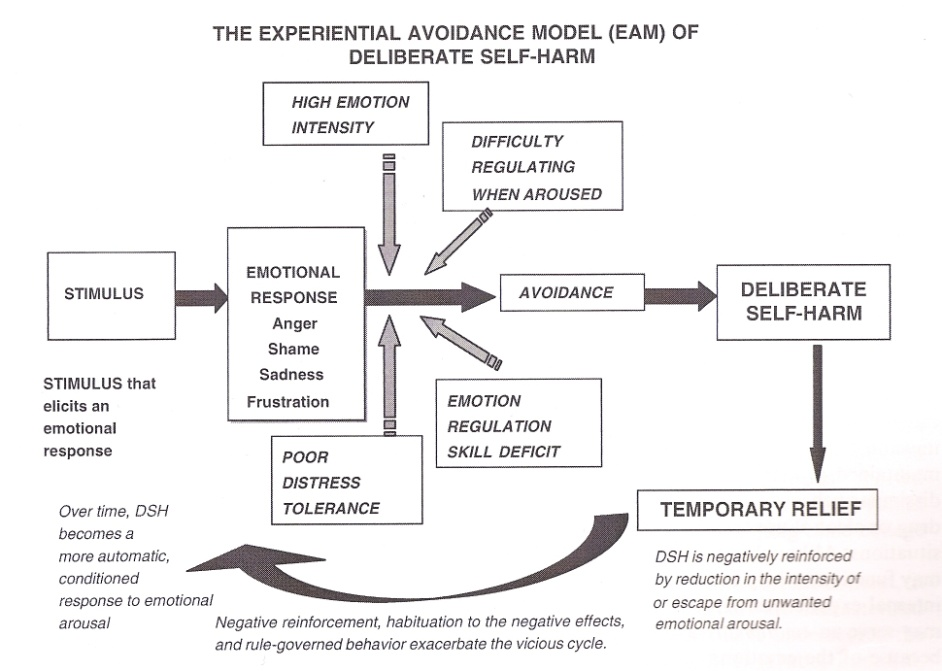 THE EXPERIENTIAL AVOIDANCE MODEL (EAM) OF
DELIBERATE SELF-HARM
HIGH EMOTION
INTENSITY
DIFFICULTY
REGULATING
WHEN AROUSED
STIMULUS
EMOTIONAL
RESPONSE
Anger
Shame
Sadness
Frustration
AVOIDANCE
DELIBERATE
SELF-HARM
STIMULUS that
elicits an
emotional
response
POOR
DISTRESS
TOLERANCE
EMOTION
REGULATION
SKILL DEFICIT
TEMPORARY RELIEF
DSH is negatively reinforced
by reduction in the intensity of
or escape from unwanted
emotional arousal.
Over time, DSH
becomes a
more automatic,
conditioned
response to emotional
arousal
Negative reinforcement, habituation to the negative effects,
and rule-governed behavior exacerbate the vicious cycle.